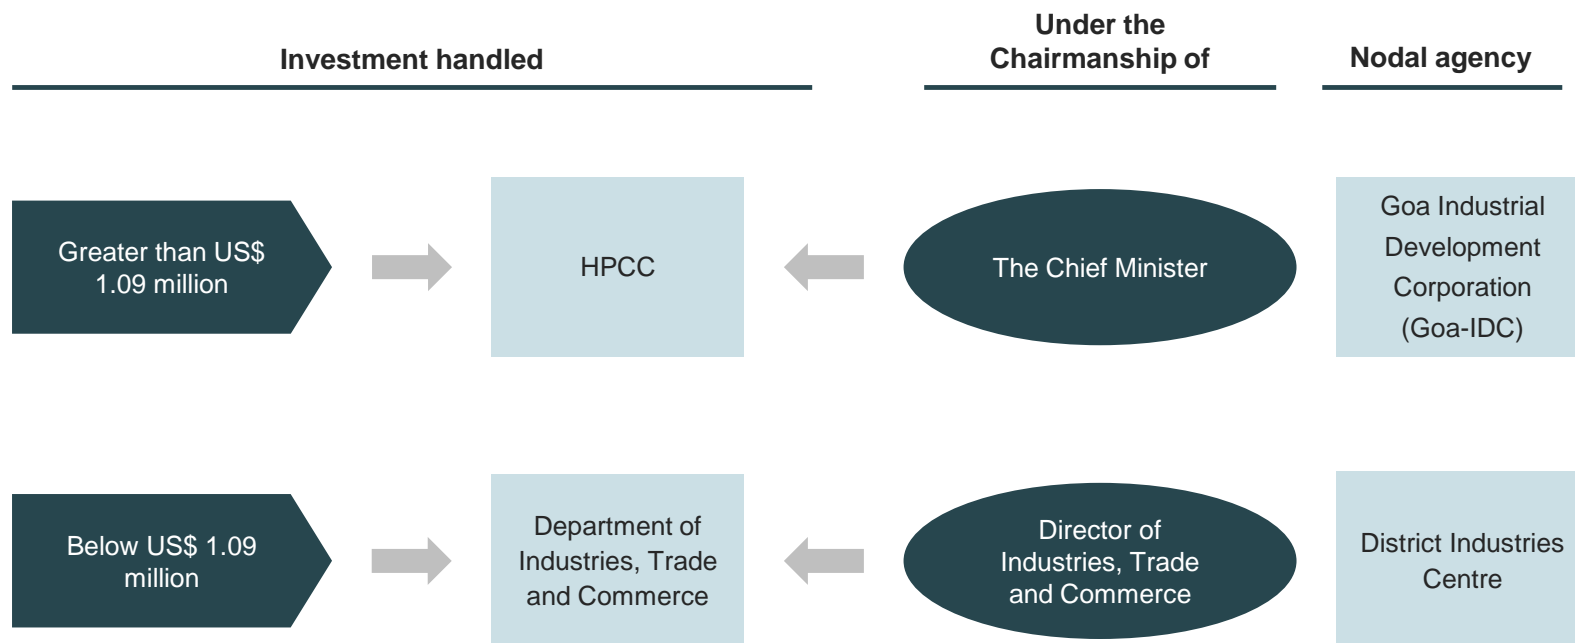 Investment handled
Under the
Chairmanship of
Nodal agency
Greater than US$
1.09 million
HPCC
The Chief Minister
Goa Industrial
Development
Corporation
(Goa-IDC)
Below US$ 1.09
million
Department of
Industries, Trade
and Commerce
Director of
Industries, Trade
and Commerce
District Industries
Centre